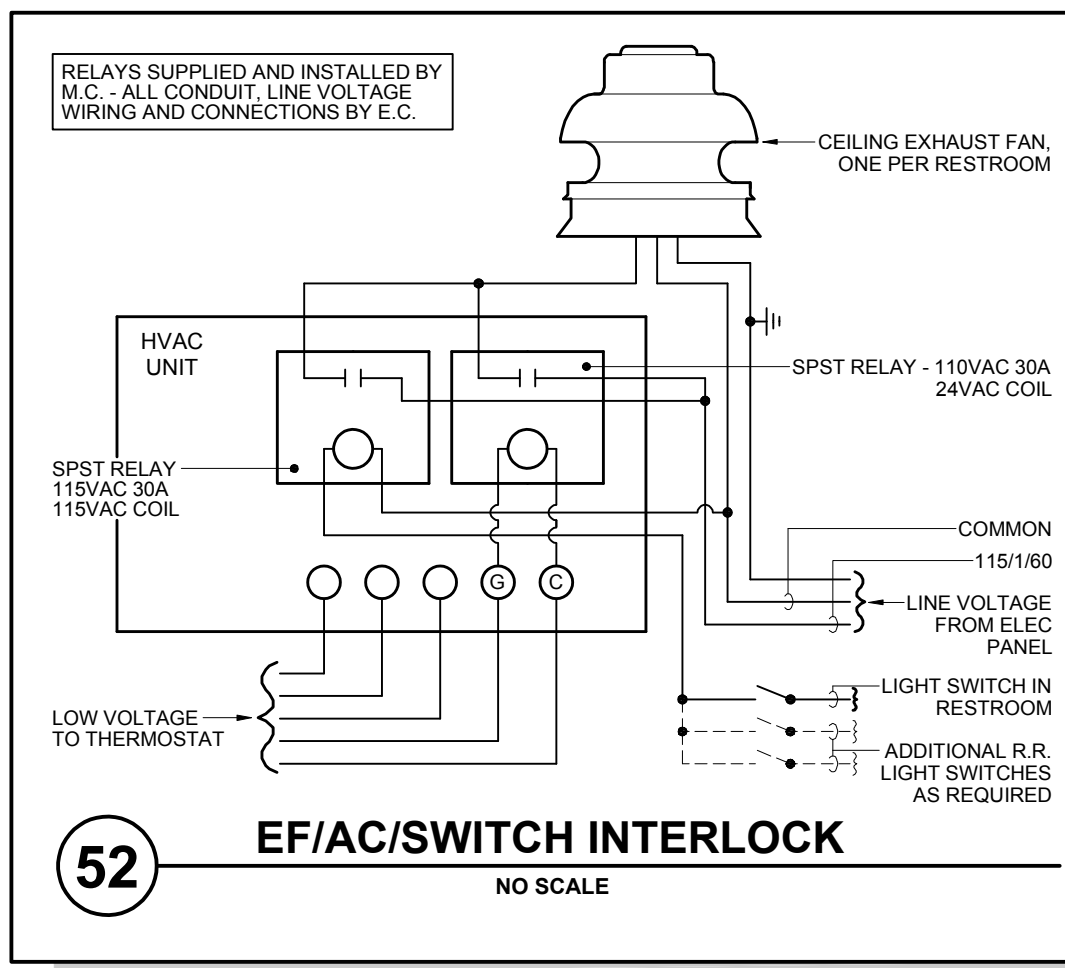 RELAYS SUPPLIED AND INSTALLED BY
M.C. - ALL CONDUIT, LINE VOLTAGE
WIRING AND CONNECTIONS BY E.C.
CEILING EXHAUST FAN,
ONE PER RESTROOM
HVAC
UNIT
SPST RELAY - 110VAC 30A
24VAC COIL
SPST RELAY
115VAC 30A
115VAC COIL
G
C
COMMON
115/1/60
LINE VOLTAGE
FROM ELEC
PANEL
LIGHT SWITCH IN
RESTROOM
ADDITIONAL R.R.
LIGHT SWITCHES
AS REQUIRED
LOW VOLTAGE
TO THERMOSTAT
52
EF/AC/SWITCH INTERLOCK
NO SCALE